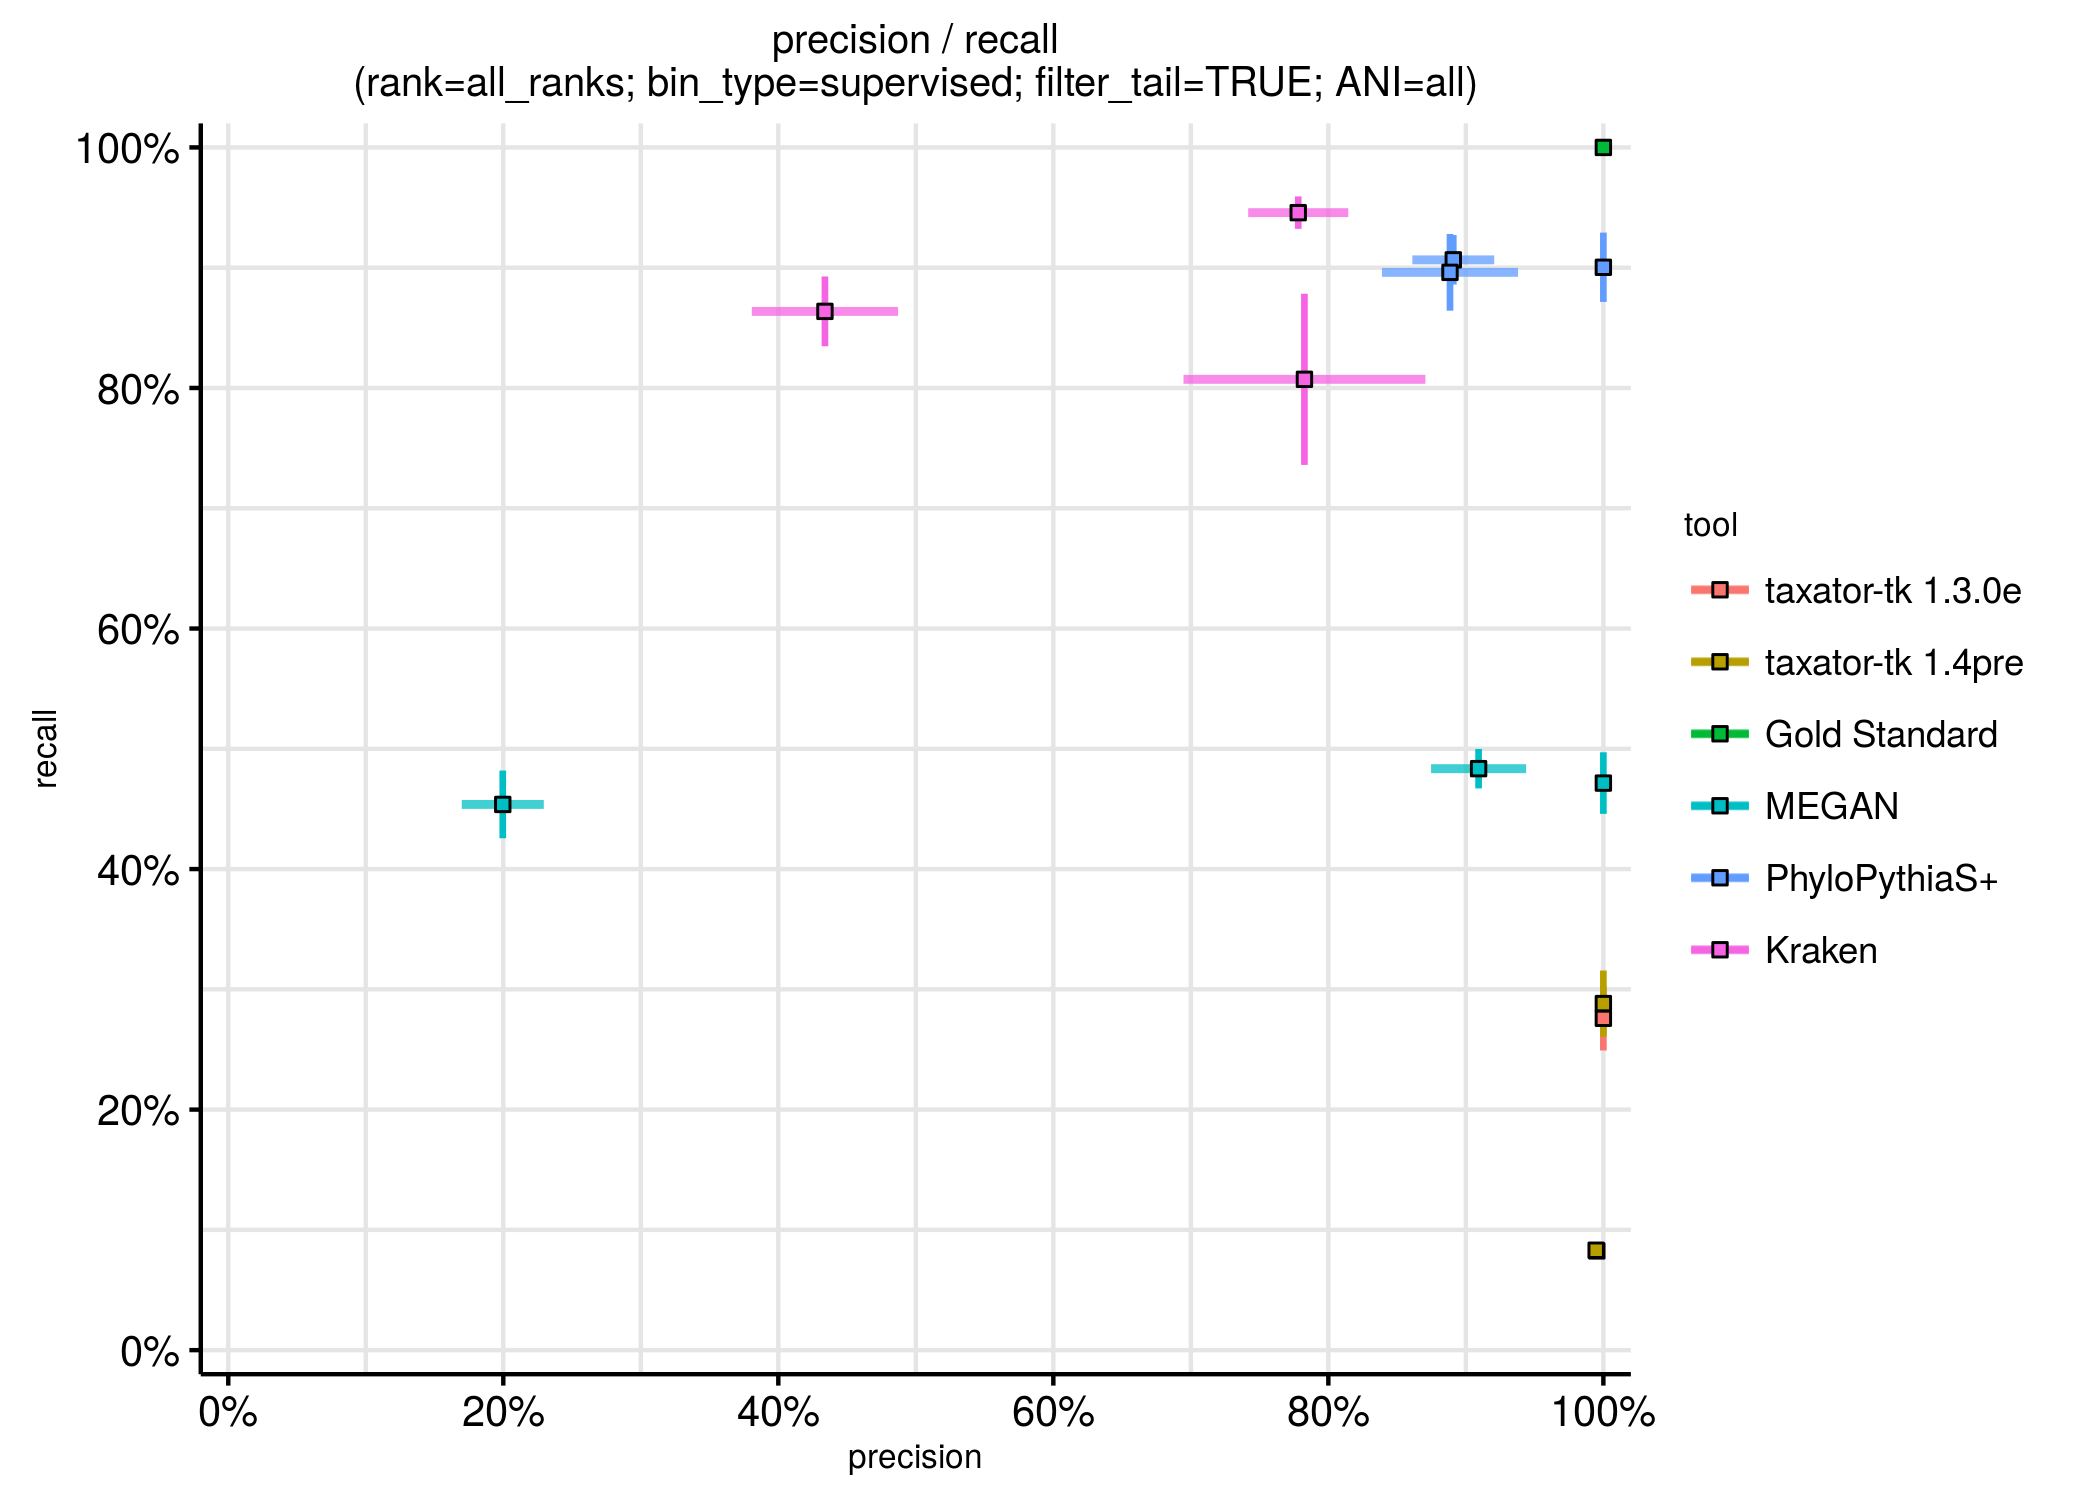 precision / recall
(rank=all_ranks; bin_type=supervised; filter_tail=TRUE; ANI=all)
100%
80%
60%
40%
20%
0%
recall
0%
20%
40%
60%
80%
100%
precision
tool
taxator-tk 1.3.0e
taxator-tk 1.4pre
Gold Standard
MEGAN
PhyloPythiaS+
Kraken